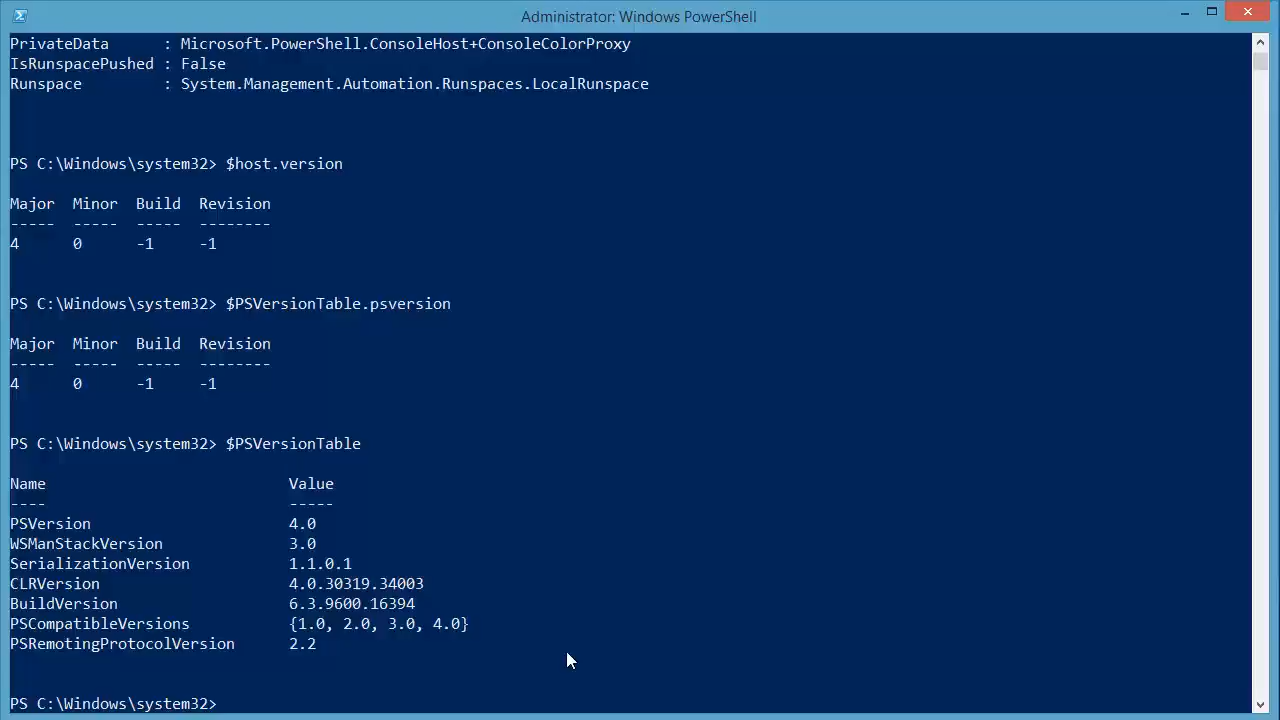 Administrator: Windows PowerShell
PrivateData      : Microsoft.PowerShell.ConsoleHost+ConsoleColorProxy
IsRunspacePushed : False
Runspace         : System.Management.Automation.Runspaces.LocalRunspace
PS C:\Windows\system32> $host.version
Major  Minor  Build  Revision
-----  -----  -----  --------
4      0      -1     -1
PS C:\Windows\system32> $PSVersionTable.psversion
Major  Minor  Build  Revision
-----  -----  -----  --------
4      0      -1     -1
PS C:\Windows\system32> $PSVersionTable
Name                           Value
----                           -----
PSVersion                      4.0
WSManStackVersion              3.0
SerializationVersion           1.1.0.1
CLRVersion                     4.0.30319.34003
BuildVersion                   6.3.9600.16394
PSCompatibleVersions           {1.0, 2.0, 3.0, 4.0}
PSRemotingProtocolVersion      2.2
PS C:\Windows\system32>